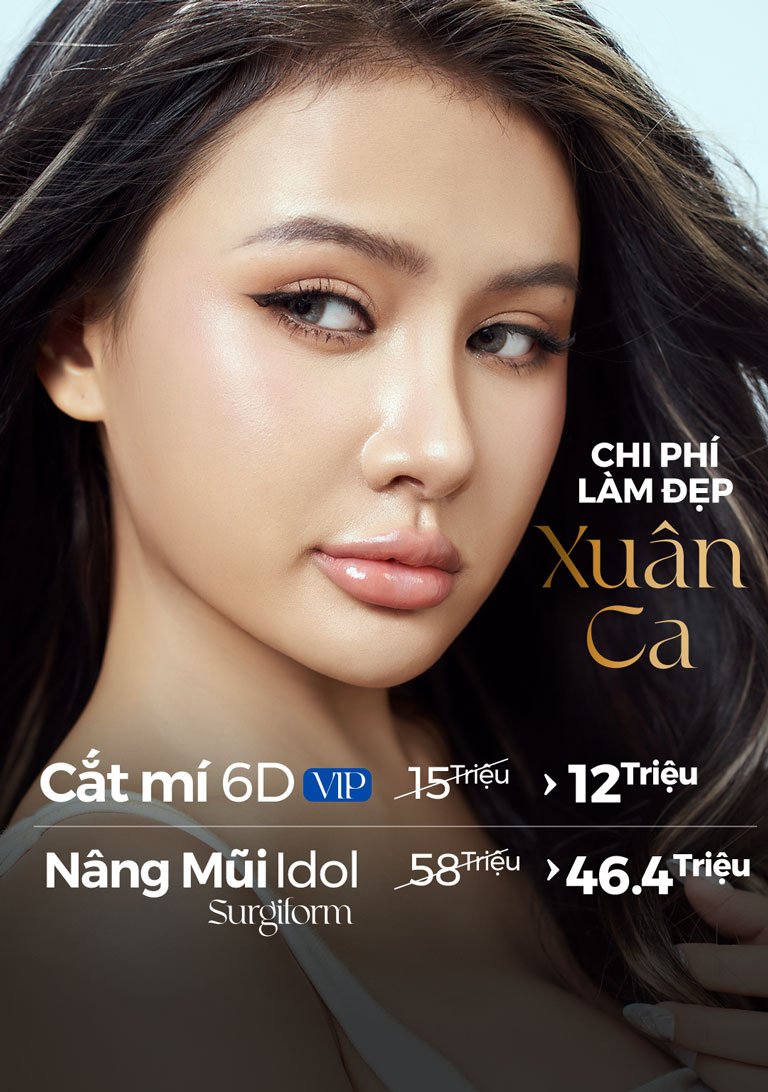 CHI PHÍ
LÀM ĐẸP
Xuân
Ca
Cắt mí 6D VIP 15Triệu › 12Triệu
Nâng Mũi Idol 58Triệu › 46.4Triệu
Surgiform